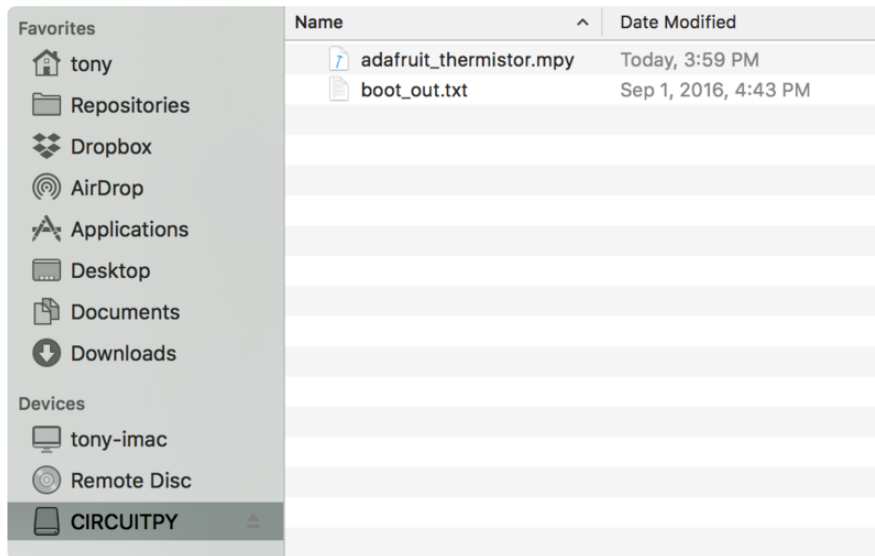 Favorites
tony
Repositories
Dropbox
AirDrop
Applications
Desktop
Documents
Downloads
Devices
tony-imac
Remote Disc
CIRCUITPY
Name Date Modified
adafruit_thermistor.mpy Today, 3:59 PM
boot_out.txt Sep 1, 2016, 4:43 PM